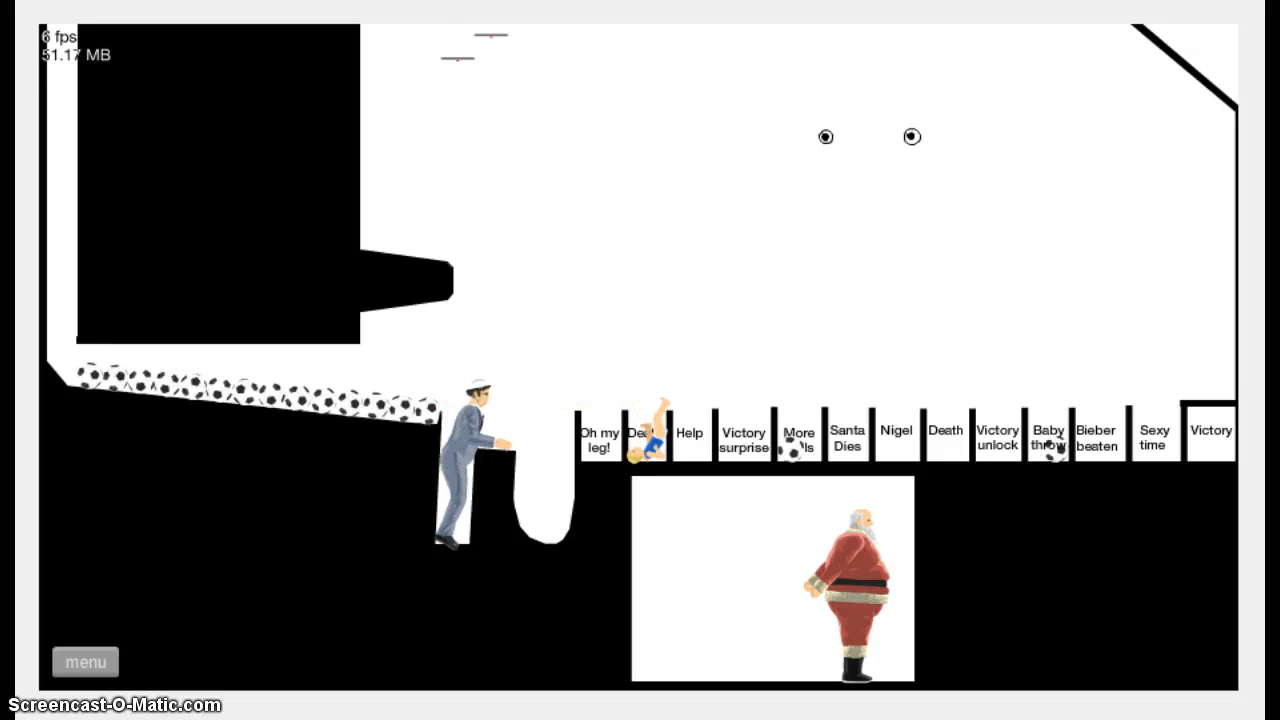 6 fps
51.17 MB
Oh my
leg!
Help
Victory
surprise
More
Santa
Dies
Nigel
Death
Victory
unlock
Baby
throw
Bieber
beaten
Sexy
time
Victory
menu
Screencast-O-Matic.com